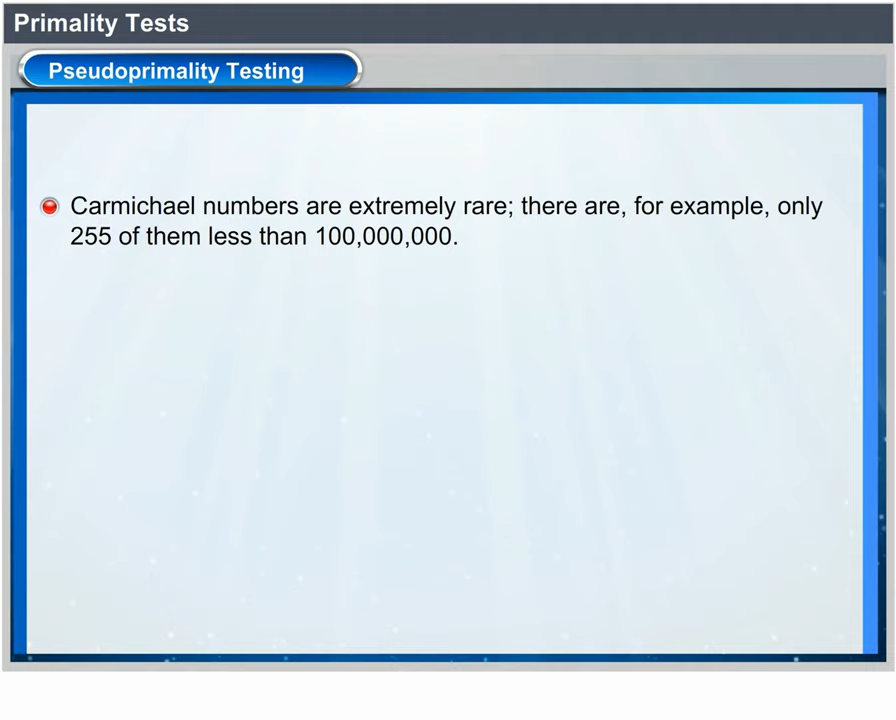 Primality Tests
Pseudoprimality Testing
Carmichael numbers are extremely rare; there are, for example, only
255 of them less than 100,000,000.